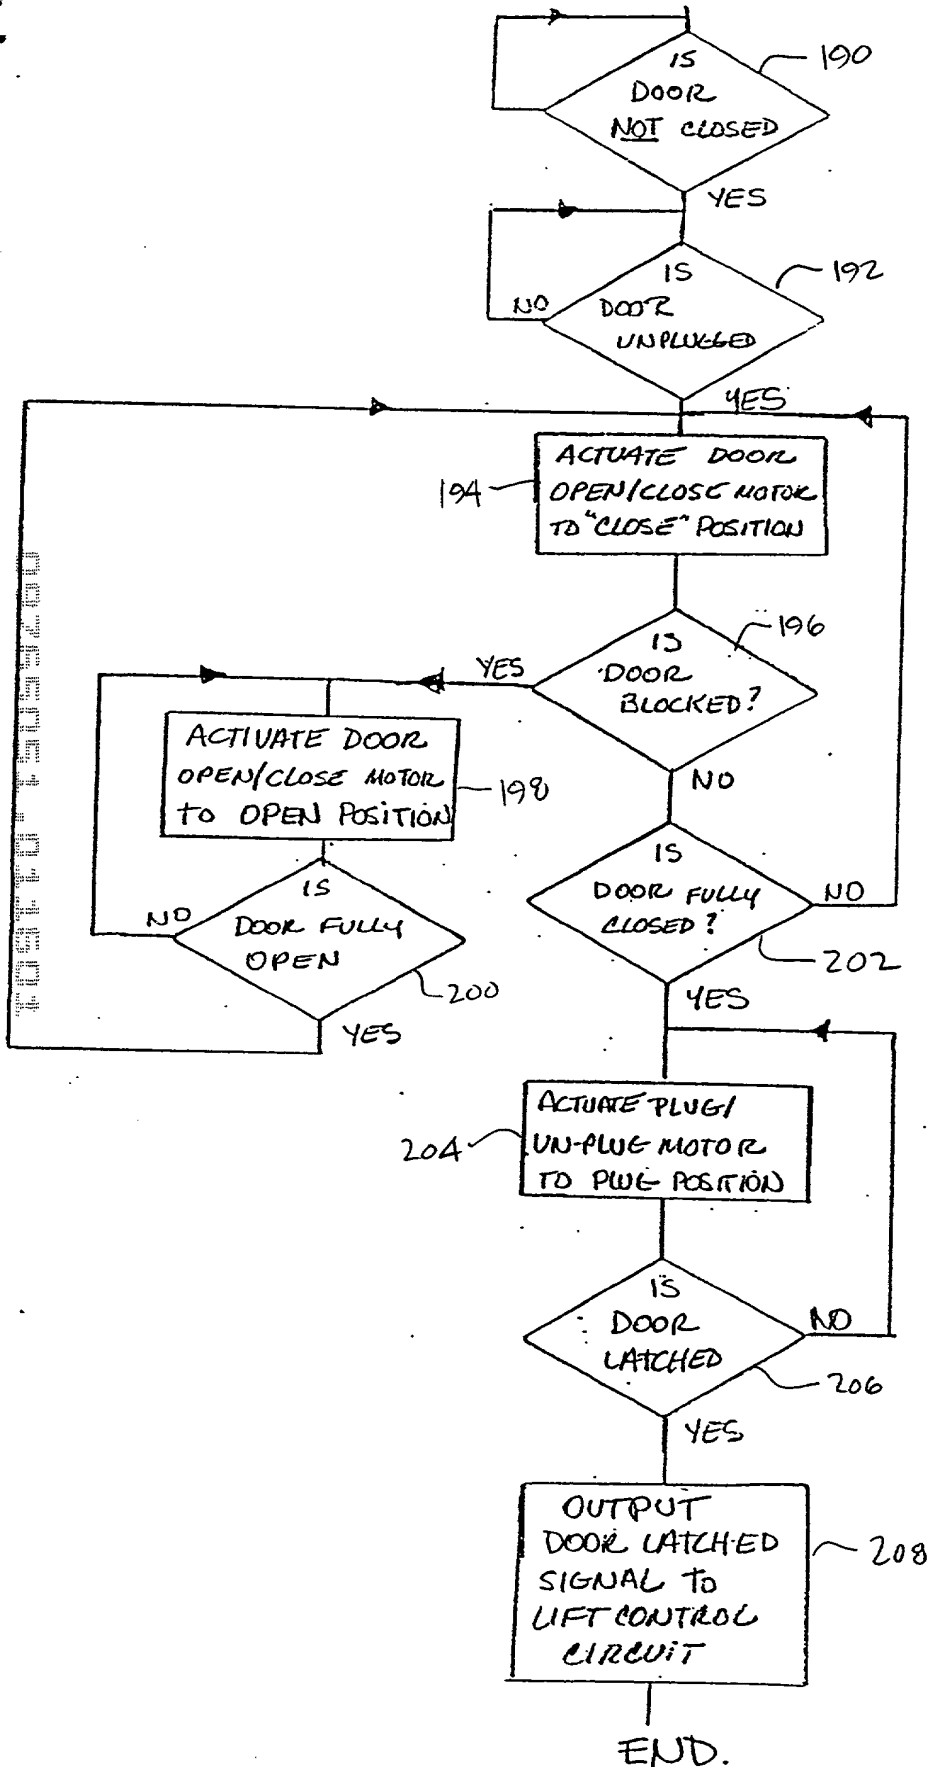 IS
DOOR
NOT CLOSED
190
YES
IS
DOOR
UNPLUGGED
192
NO
YES
ACTUATE DOOR
OPEN/CLOSE MOTOR
TO "CLOSE" POSITION
194
IS
DOOR
BLOCKED?
196
YES
NO
ACTIVATE DOOR
OPEN/CLOSE MOTOR
TO OPEN POSITION
198
IS
DOOR FULLY
OPEN
200
NO
YES
IS
DOOR FULLY
CLOSED?
202
NO
YES
ACTUATE PLUG/
UN-PLUG MOTOR
TO PLUG POSITION
204
IS
DOOR
LATCHED
206
NO
YES
OUTPUT
DOOR LATCHED
SIGNAL TO
LIFT CONTROL
CIRCUIT
208
END.